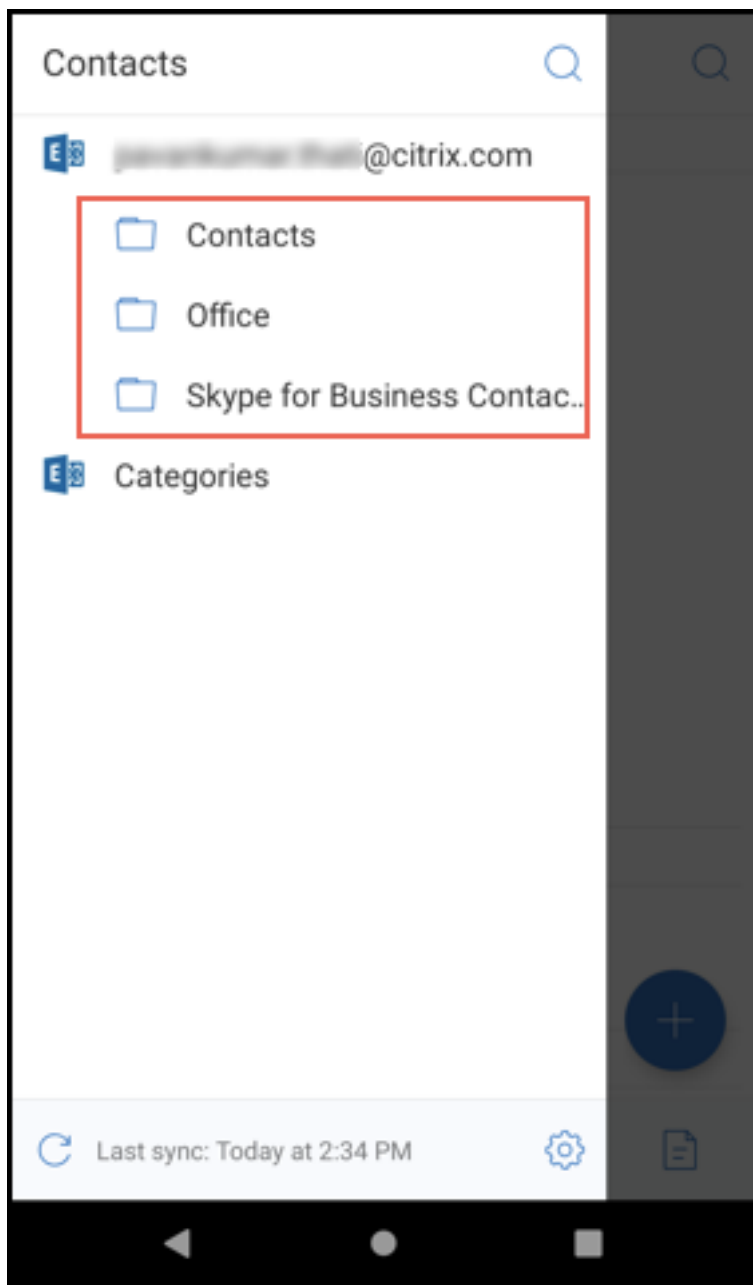 Contacts
@citrix.com
Contacts
Office
Skype for Business Contac..
Categories
Last sync: Today at 2:34 PM